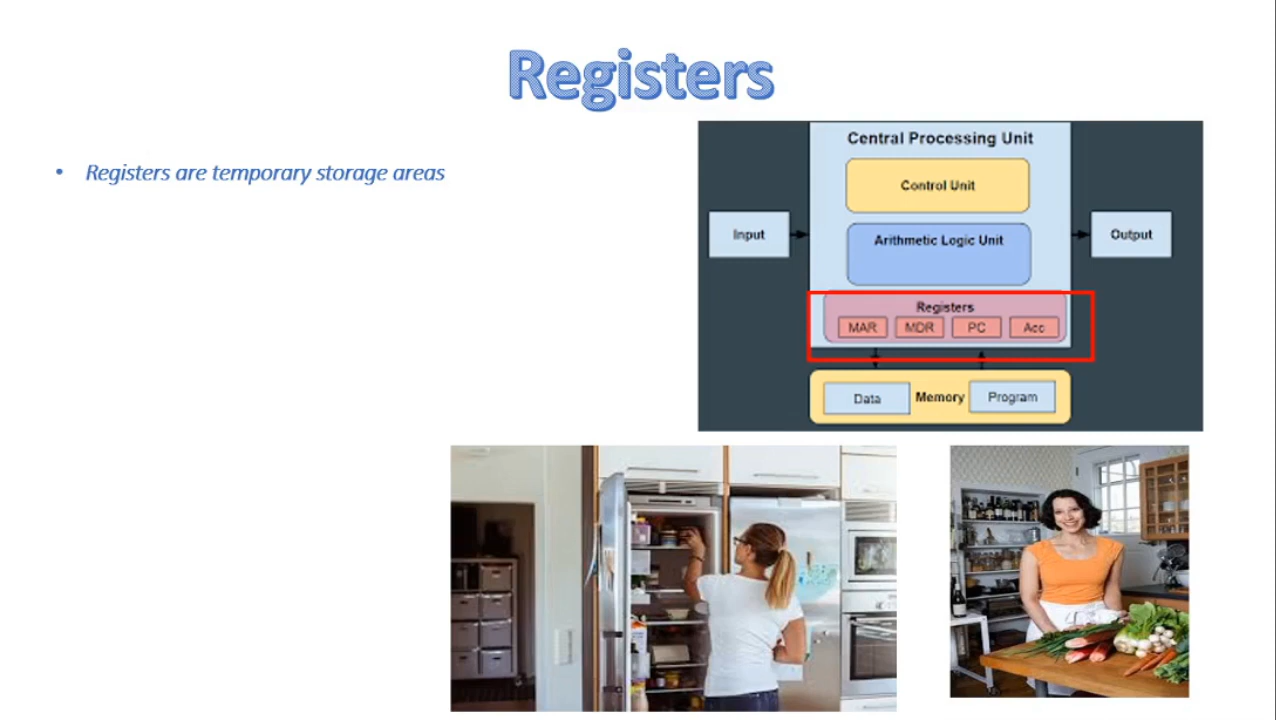 Registers
• Registers are temporary storage areas
Central Processing Unit
Control Unit
Input
Arithmetic Logic Unit
Output
Registers
MAR MDR PC Acc
Data Memory Program